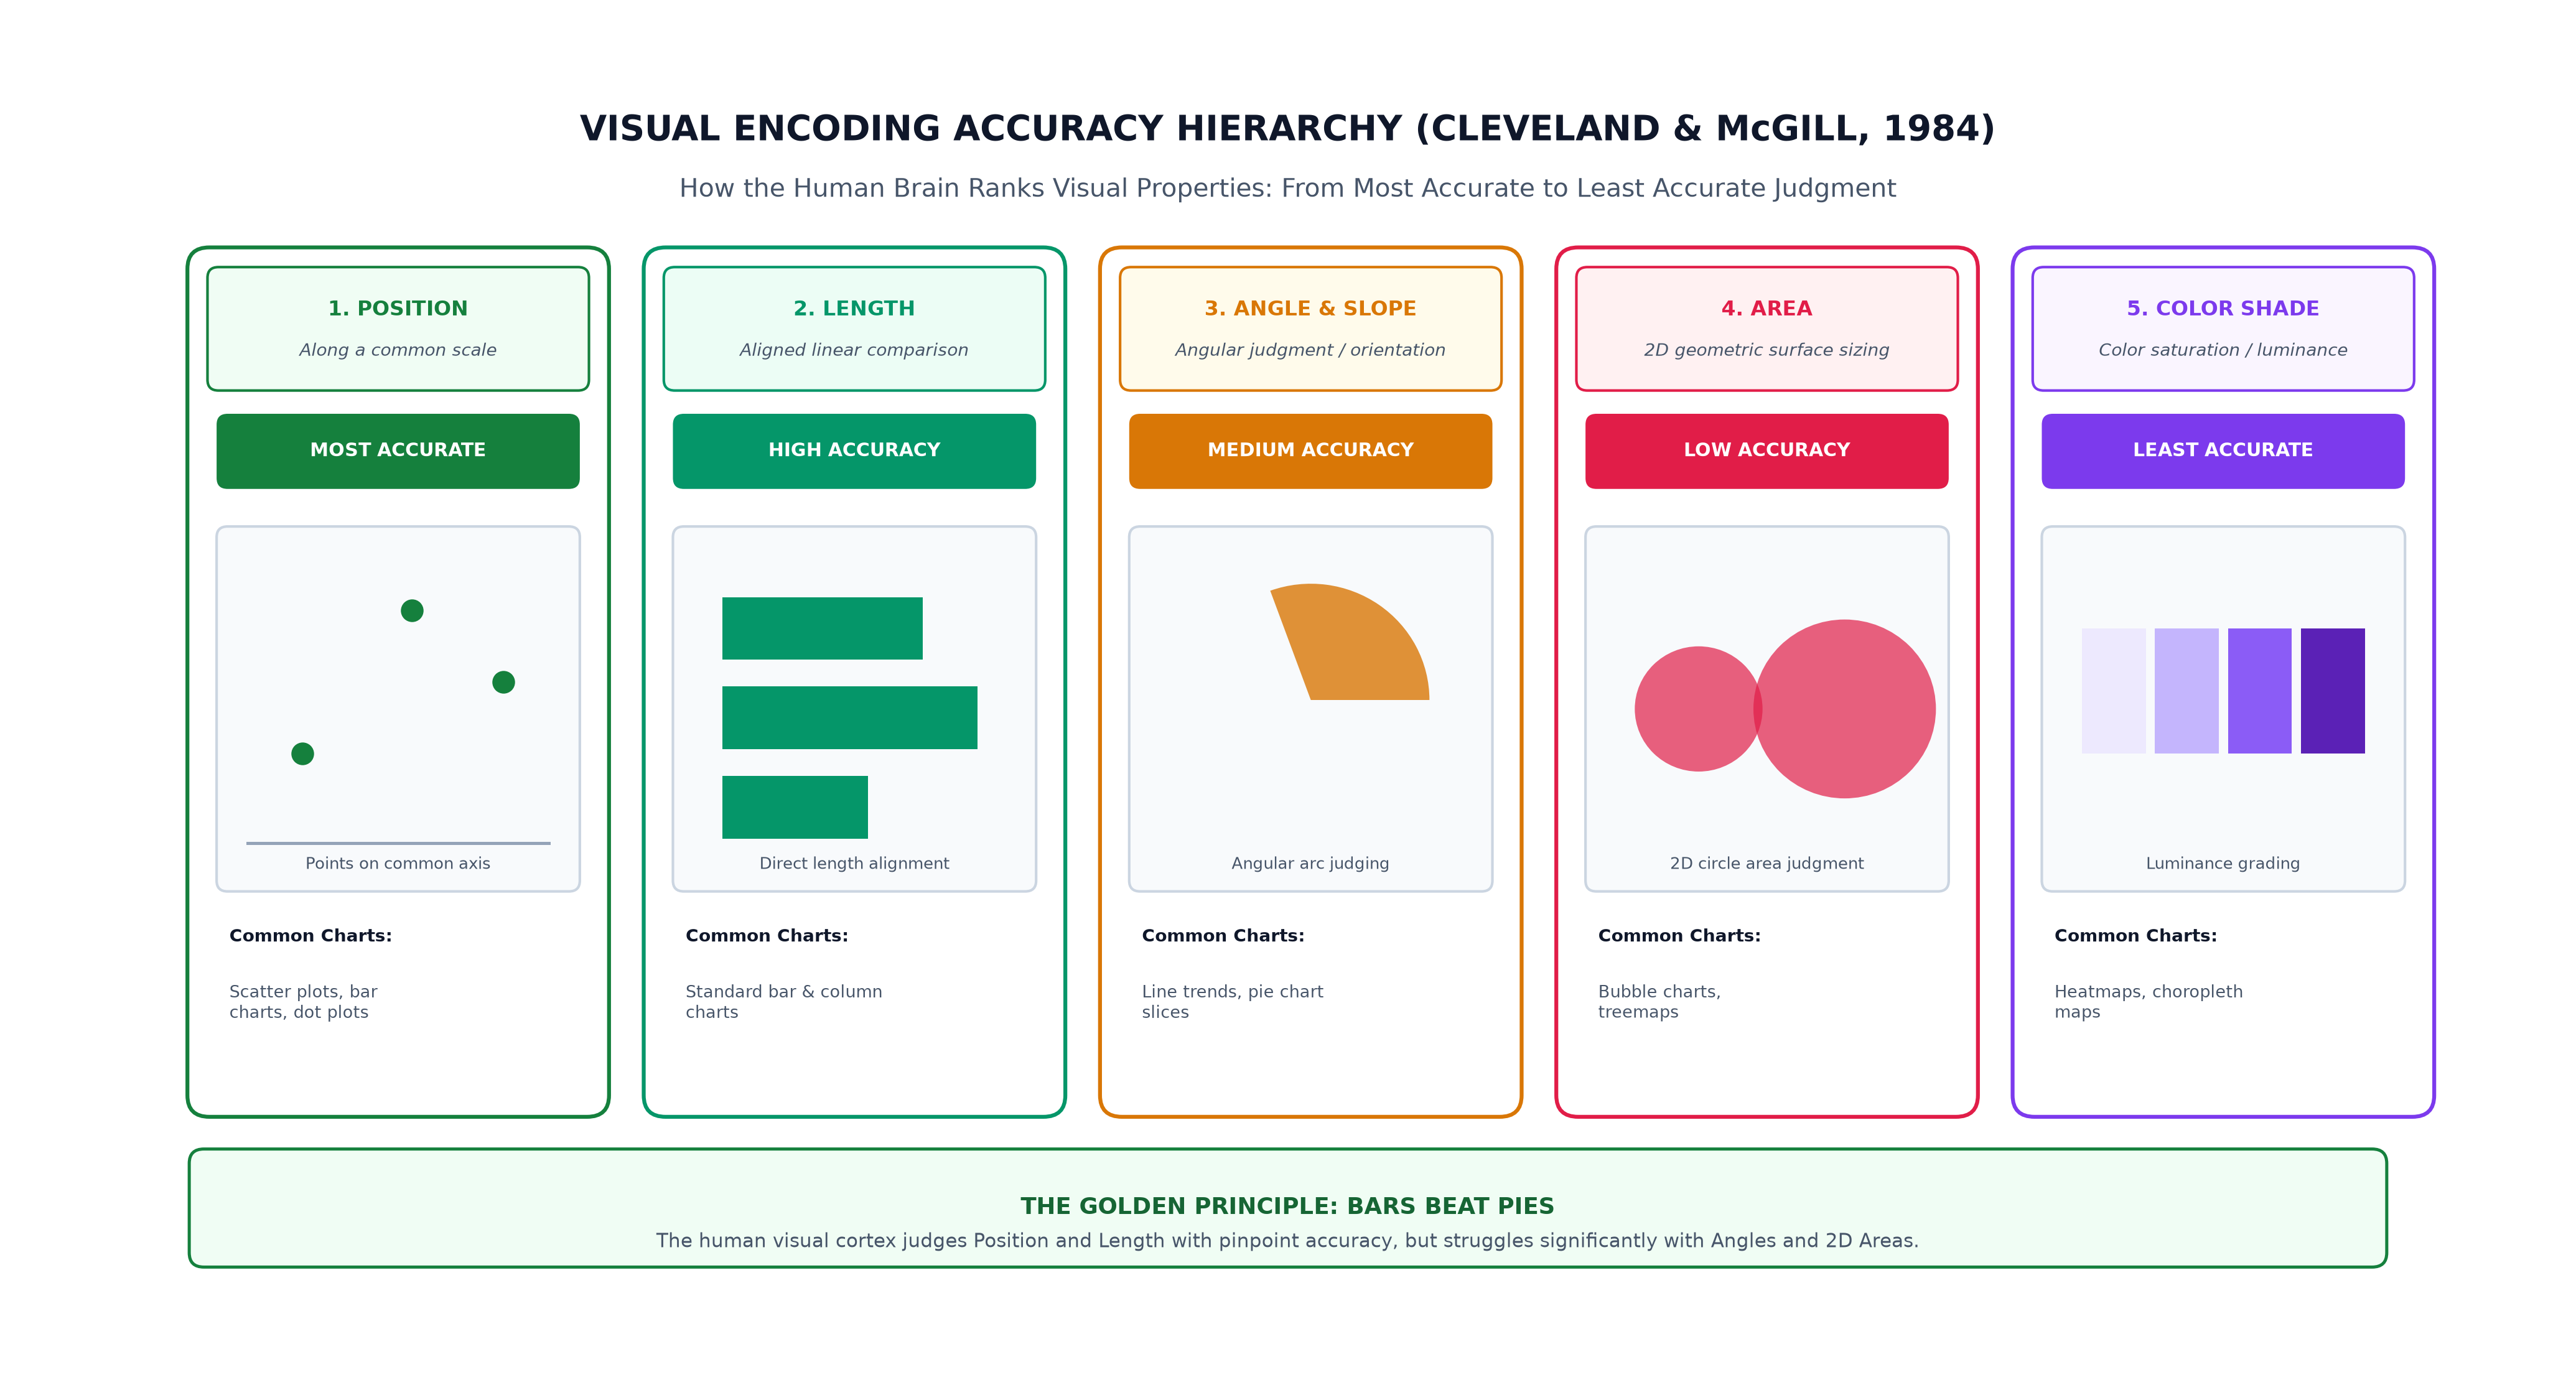 VISUAL ENCODING ACCURACY HIERARCHY (CLEVELAND & McGILL, 1984)
How the Human Brain Ranks Visual Properties: From Most Accurate to Least Accurate Judgment
1. POSITION
Along a common scale
MOST ACCURATE
Points on common axis
Common Charts:
Scatter plots, bar
charts, dot plots
2. LENGTH
Aligned linear comparison
HIGH ACCURACY
Direct length alignment
Common Charts:
Standard bar & column
charts
3. ANGLE & SLOPE
Angular judgment / orientation
MEDIUM ACCURACY
Angular arc judging
Common Charts:
Line trends, pie chart
slices
4. AREA
2D geometric surface sizing
LOW ACCURACY
2D circle area judgment
Common Charts:
Bubble charts,
treemaps
5. COLOR SHADE
Color saturation / luminance
LEAST ACCURATE
Luminance grading
Common Charts:
Heatmaps, choropleth
maps
THE GOLDEN PRINCIPLE: BARS BEAT PIES
The human visual cortex judges Position and Length with pinpoint accuracy, but struggles significantly with Angles and 2D Areas.